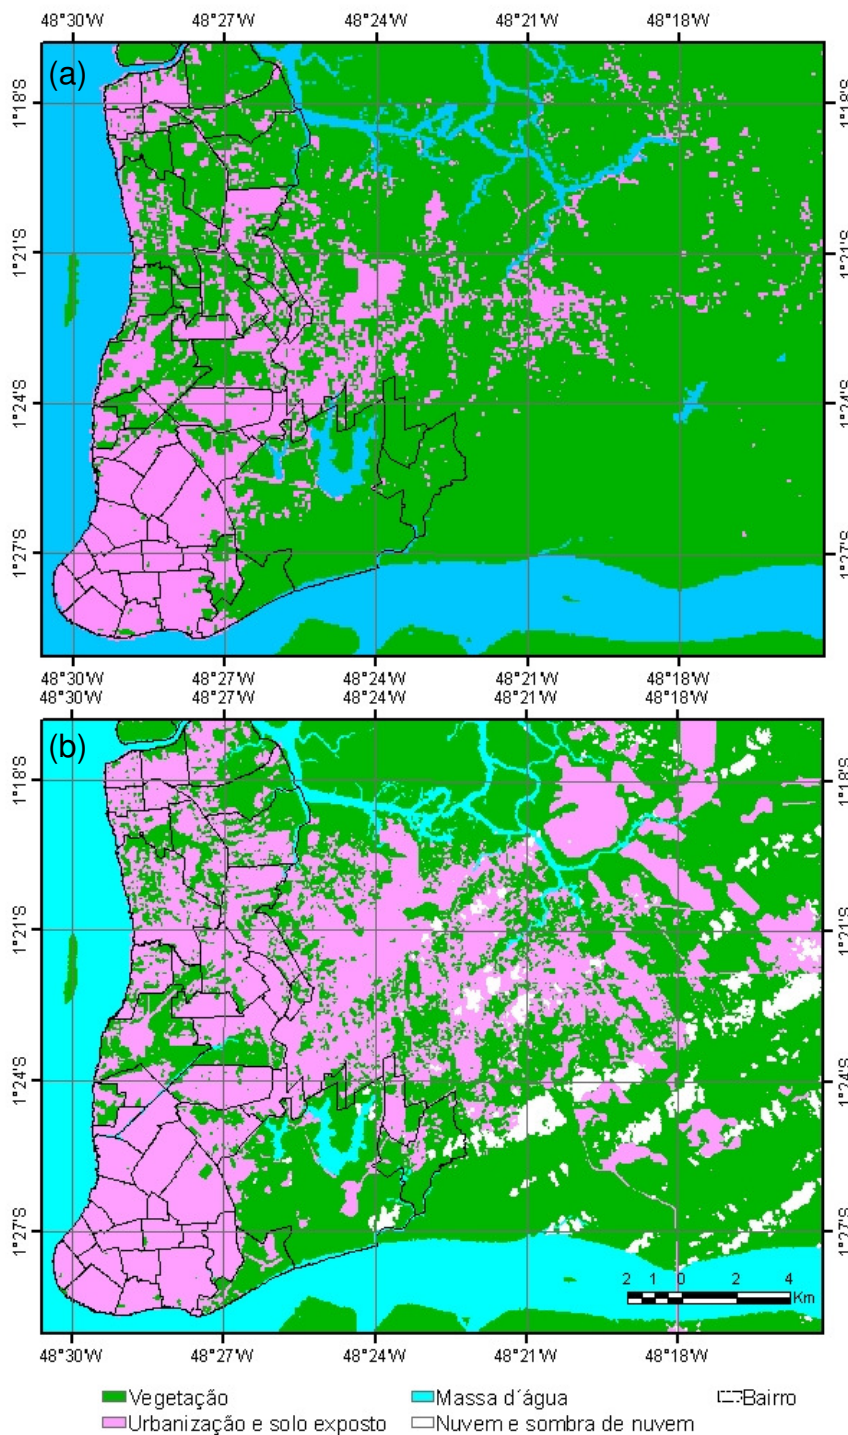 48°30'W 48°27'W 48°24'W 48°21'W 48°18'W
(a)
1°18'S 1°18'S
1°21'S 1°21'S
1°24'S 1°24'S
1°27'S 1°27'S
48°30'W 48°27'W 48°24'W 48°21'W 48°18'W
48°30'W 48°27'W 48°24'W 48°21'W 48°18'W
(b)
1°18'S 1°18'S
1°21'S 1°21'S
1°24'S 1°24'S
1°27'S 1°27'S
2 1 0 2 4
Km
48°30'W 48°27'W 48°24'W 48°21'W 48°18'W
Vegetação Massa d´água Bairro
Urbanização e solo exposto Nuvem e sombra de nuvem